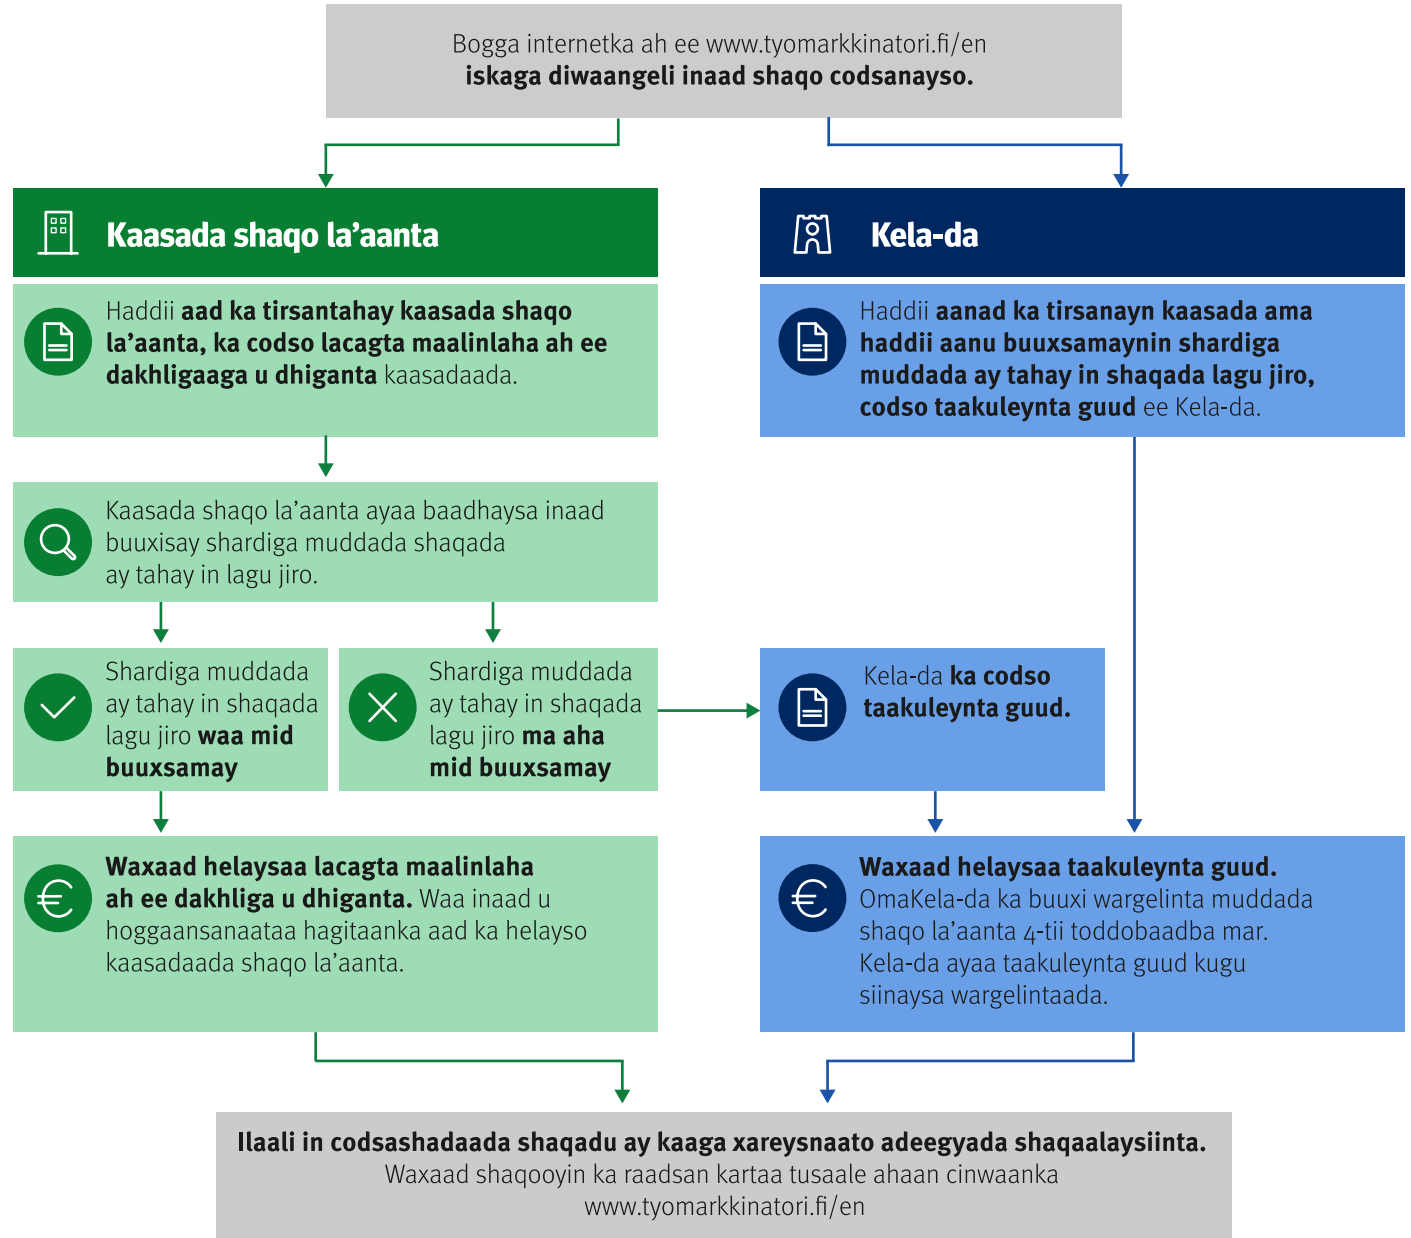 Bogga internetka ah ee www.tyomarkkinatori.fi/en
iskaga diwaangeli inaad shaqo codsanayso.
Kaasada shaqo la’aanta
Haddii aad ka tirsantahay kaasada shaqo
la’aanta, ka codso lacagta maalinlaha ah ee
dakhligaaga u dhiganta kaasadaada.
Kaasada shaqo la’aanta ayaa baadhaysa inaad
buuxisay shardiga muddada shaqada
ay tahay in lagu jiro.
Shardiga muddada
ay tahay in shaqada
lagu jiro waa mid
buuxsamay
Shardiga muddada
ay tahay in shaqada
lagu jiro ma aha
mid buuxsamay
Waxaad helaysaa lacagta maalinlaha
ah ee dakhliga u dhiganta. Waa inaad u
hoggaansanaataa hagitaanka aad ka helayso
kaasadaada shaqo la’aanta.
Kela-da
Haddii aanad ka tirsanayn kaasada ama
haddii aanu buuxsamaynin shardiga
muddada ay tahay in shaqada lagu jiro,
codso taakuleynta guud ee Kela-da.
Kela-da ka codso
taakuleynta guud.
Waxaad helaysaa taakuleynta guud.
OmaKela-da ka buuxi wargelinta muddada
shaqo la’aanta 4-tii toddobaadba mar.
Kela-da ayaa taakuleynta guud kugu
siinaysa wargelintaada.
Ilaali in codsashadaada shaqadu ay kaaga xareysnaato adeegyada shaqaalaysiinta.
Waxaad shaqooyin ka raadsan kartaa tusaale ahaan cinwaanka
www.tyomarkkinatori.fi/en